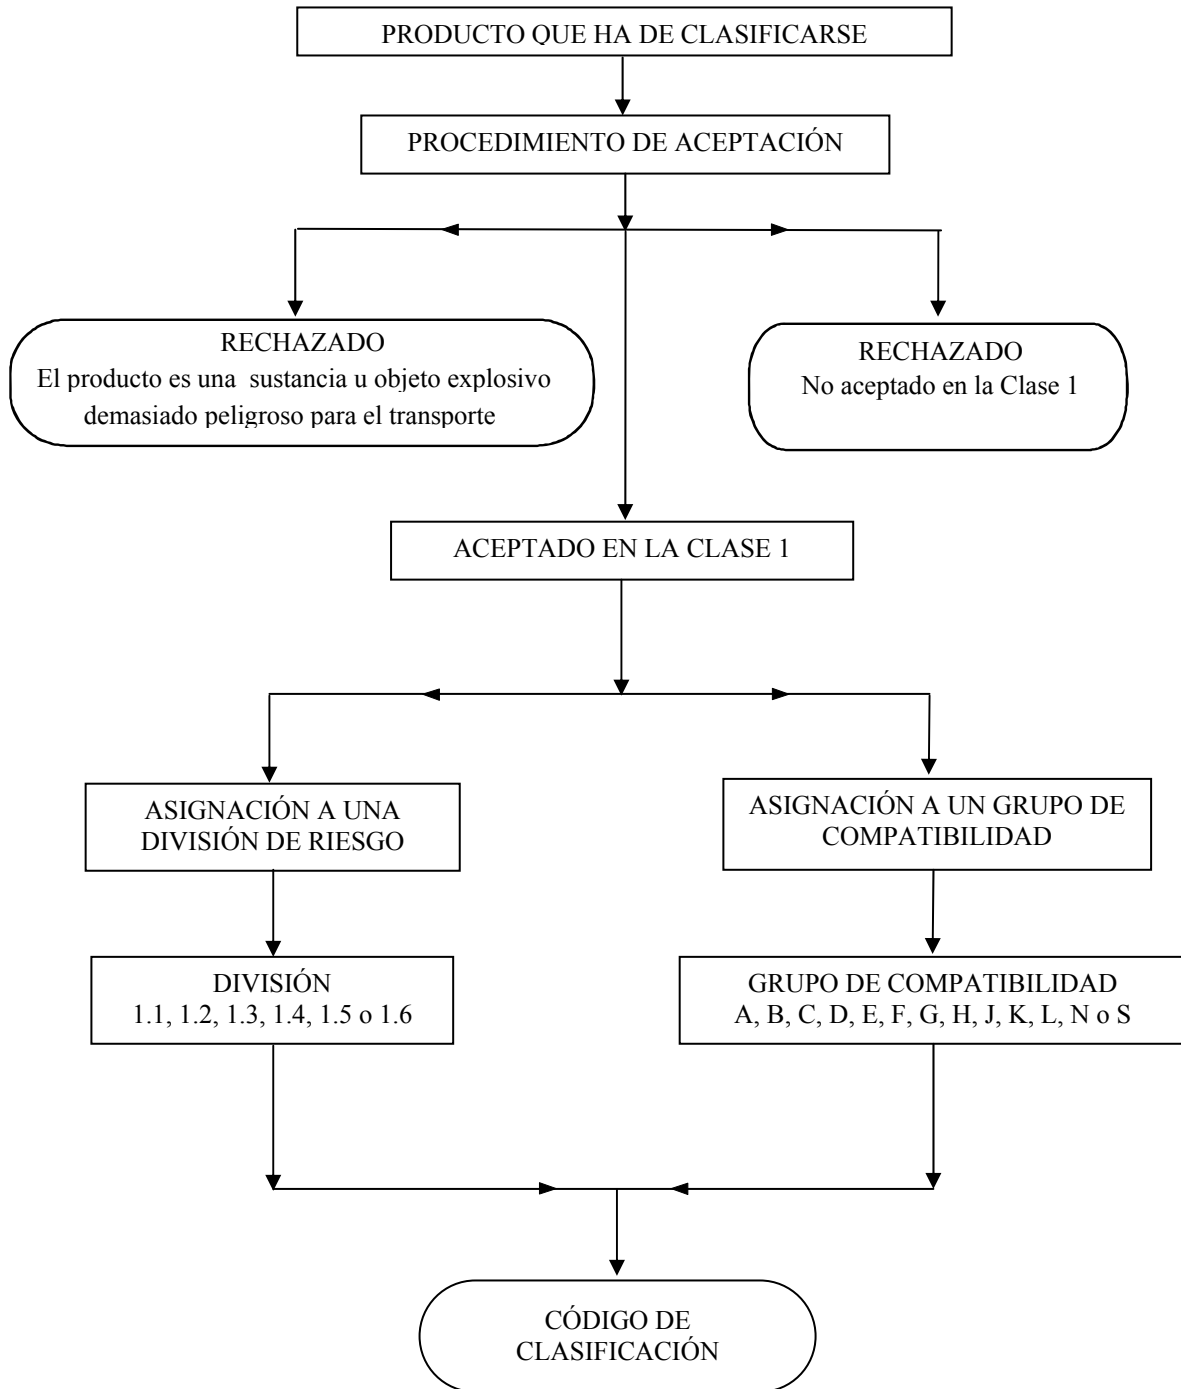 PRODUCTO QUE HA DE CLASIFICARSE
PROCEDIMIENTO DE ACEPTACIÓN
RECHAZADO
El producto es una sustancia u objeto explosivo
demasiado peligroso para el transporte
RECHAZADO
No aceptado en la Clase 1
ACEPTADO EN LA CLASE 1
ASIGNACIÓN A UNA
DIVISIÓN DE RIESGO
ASIGNACIÓN A UN GRUPO DE
COMPATIBILIDAD
DIVISIÓN
1.1, 1.2, 1.3, 1.4, 1.5 o 1.6
GRUPO DE COMPATIBILIDAD
A, B, C, D, E, F, G, H, J, K, L, N o S
CÓDIGO DE
CLASIFICACIÓN